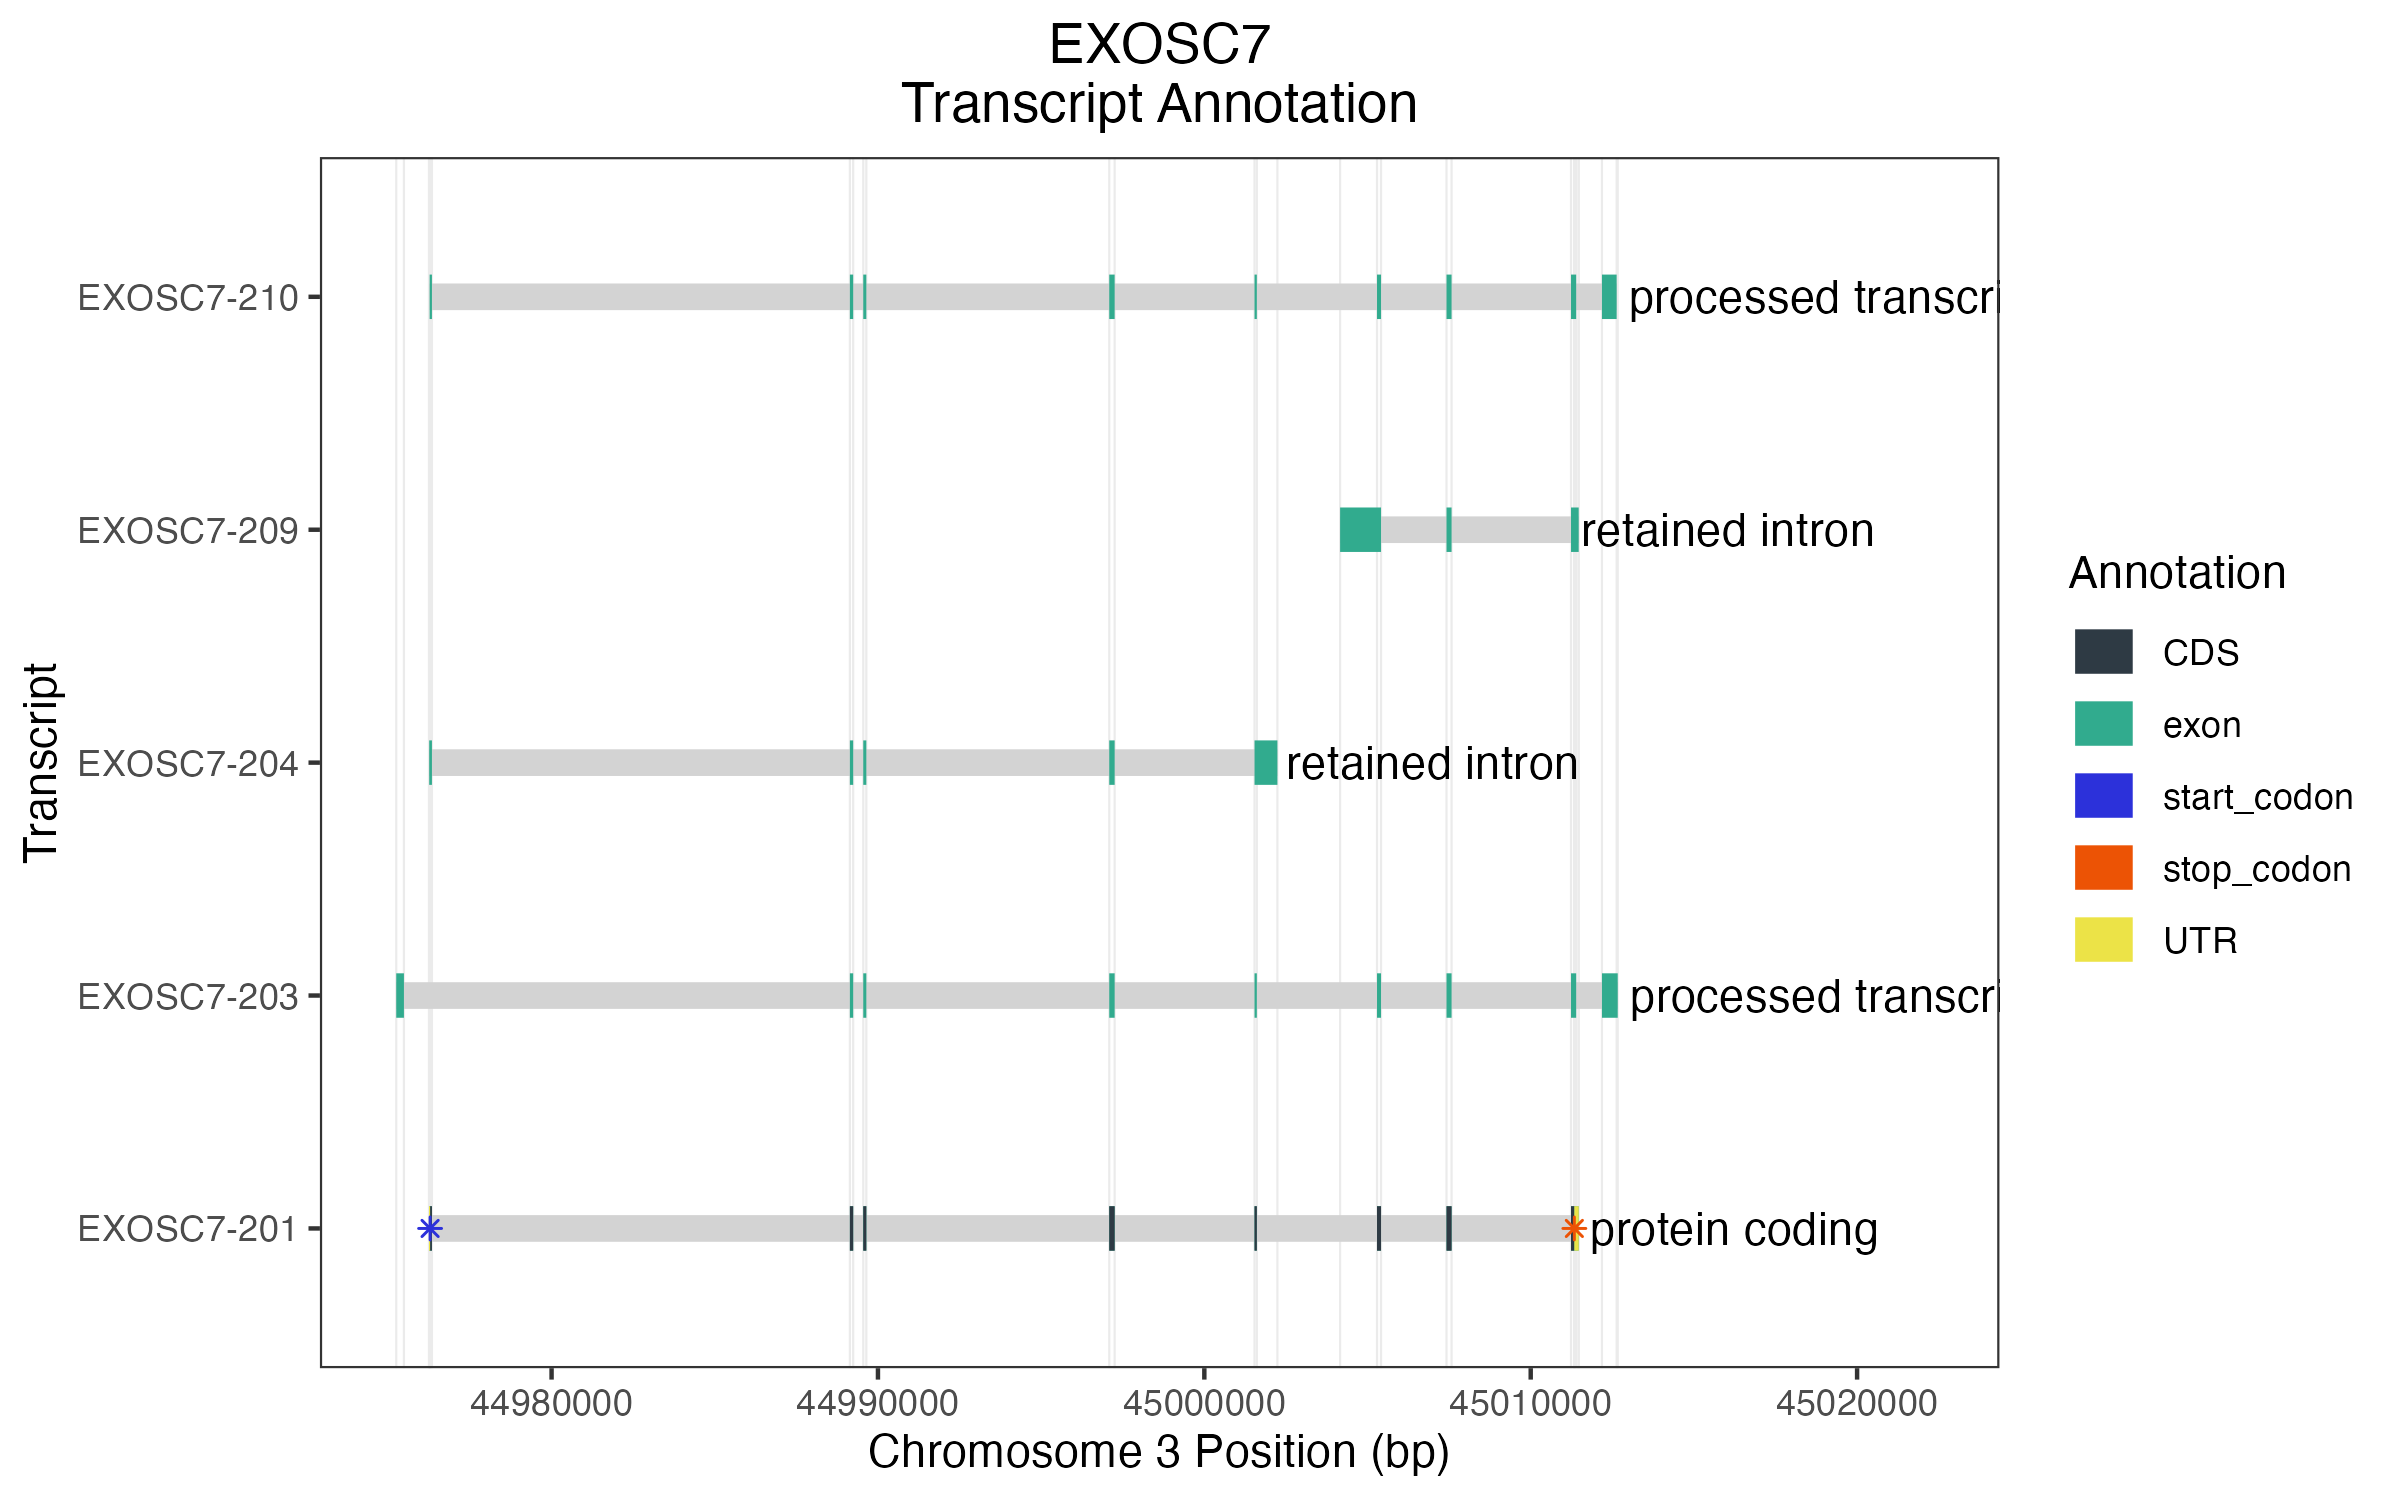 EXOSC7
Transcript Annotation
Transcript
EXOSC7-210
processed transcri
EXOSC7-209
retained intron
EXOSC7-204
retained intron
EXOSC7-203
processed transcri
EXOSC7-201
protein coding
44980000 44990000 45000000 45010000 45020000
Chromosome 3 Position (bp)
Annotation
CDS
exon
start_codon
stop_codon
UTR